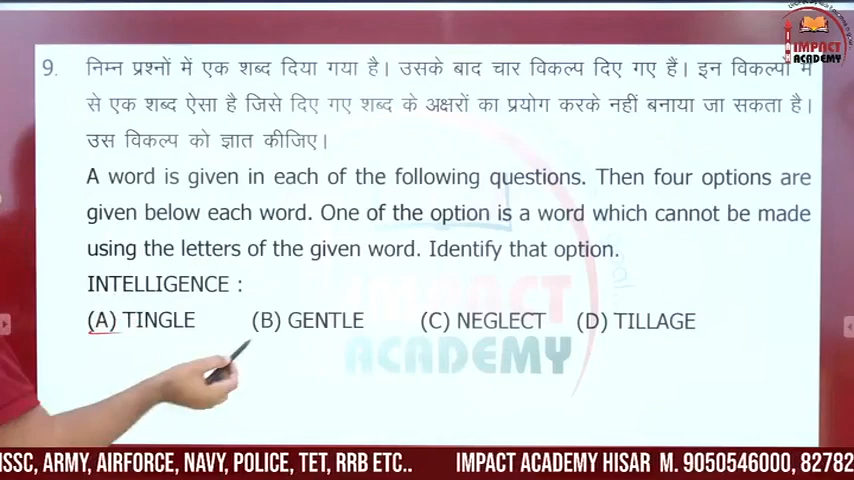 IMPACT
ACADEMY
9. निम्न प्रश्नों में एक शब्द दिया गया है। उसके बाद चार विकल्प दिए गए हैं। इन विकल्पों में
से एक शब्द ऐसा है जिसे दिए गए शब्द के अक्षरों का प्रयोग करके नहीं बनाया जा सकता है।
उस विकल्प को ज्ञात कीजिए।
A word is given in each of the following questions. Then four options are
given below each word. One of the option is a word which cannot be made
using the letters of the given word. Identify that option.
INTELLIGENCE :
(A) TINGLE (B) GENTLE (C) NEGLECT (D) TILLAGE
IMPACT
ACADEMY
ISSC, ARMY, AIRFORCE, NAVY, POLICE, TET, RRB ETC.. IMPACT ACADEMY HISAR M. 9050546000, 82782